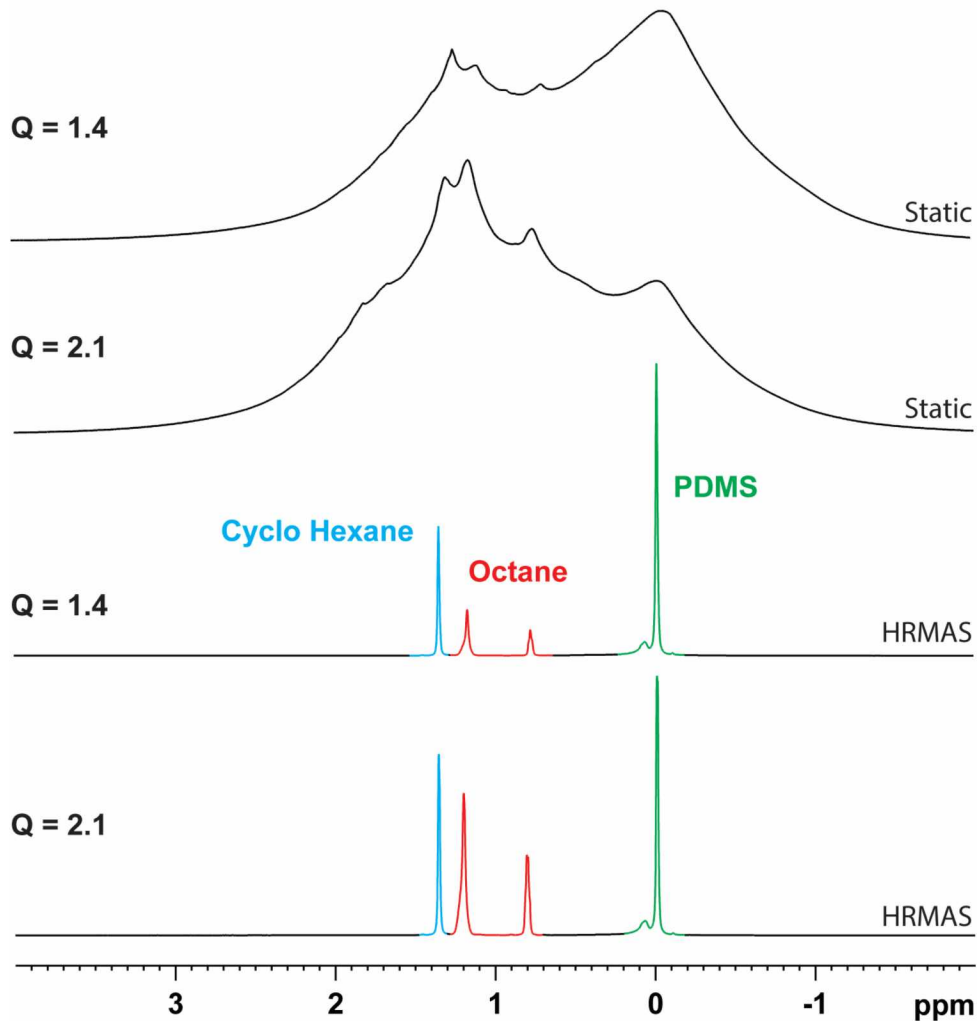 Q = 1.4
Static
Q = 2.1
Static
PDMS
Cyclo Hexane
Octane
Q = 1.4
HRMAS
Q = 2.1
HRMAS
3 2 1 0 -1 ppm